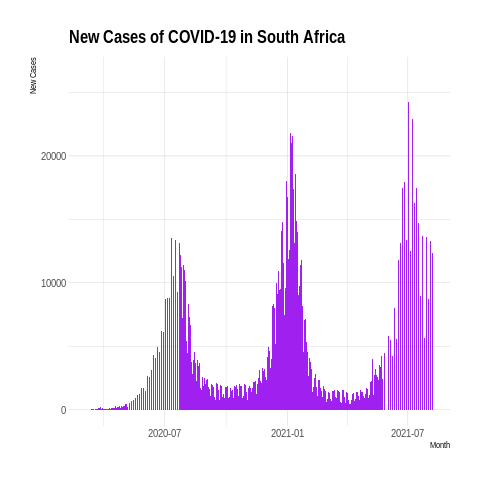 New Cases of COVID-19 in South Africa
New Cases
20000
10000
0
2020-07
2021-01
2021-07
Month